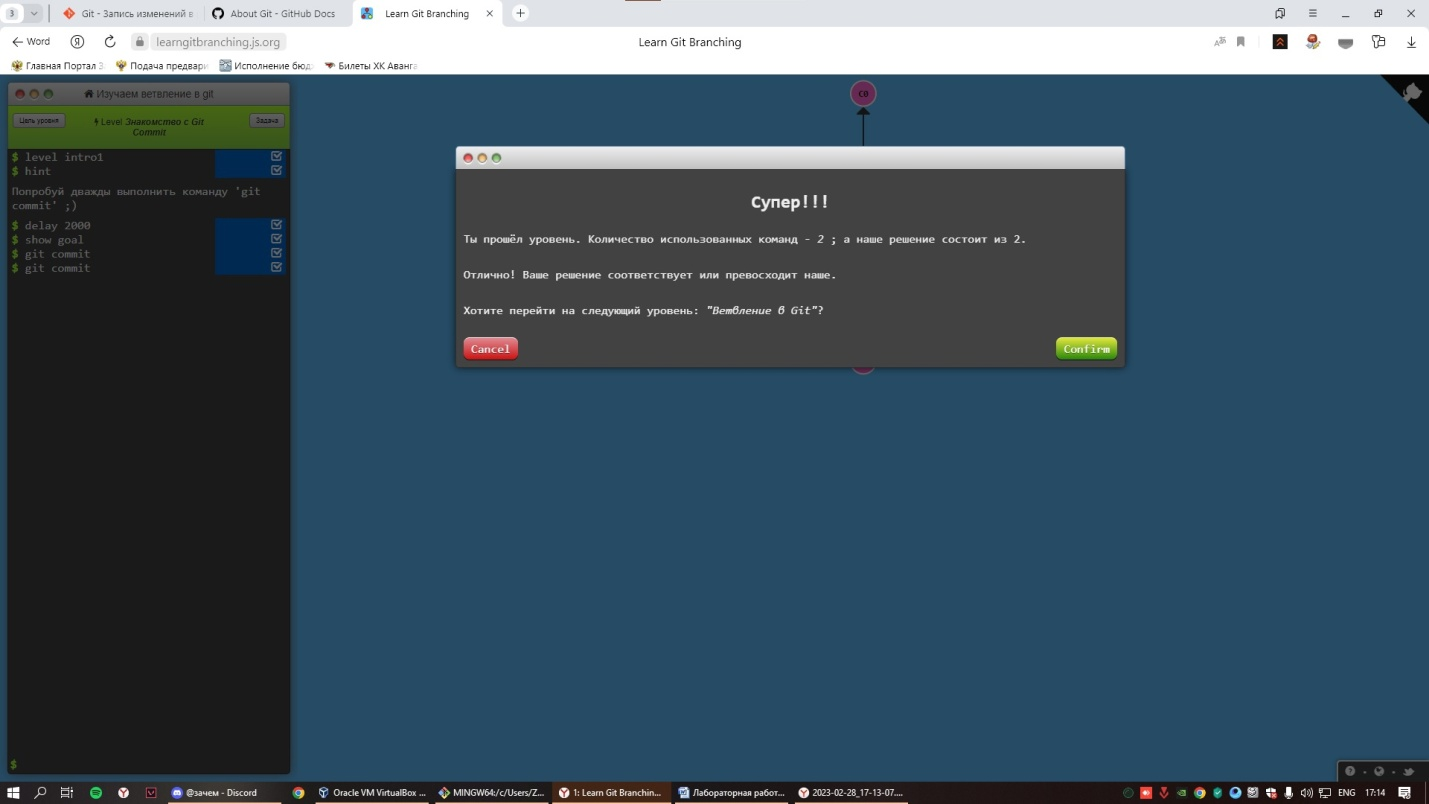 3
Git - Запись изменений в
About Git - GitHub Docs
Learn Git Branching
Word
learngitbranching.js.org
Learn Git Branching
Главная Портал З
Подача предвари
Исполнение бюд
Билеты ХК Аванга
Изучаем ветвление в git
Цель уровня
Level Знакомство с Git
Commit
Задача
$ level intro1
$ hint
Попробуй дважды выполнить команду 'git
commit' ;)
$ delay 2000
$ show goal
$ git commit
$ git commit
$
C0
Супер!!!
Ты прошёл уровень. Количество использованных команд - 2 ; а наше решение состоит из 2.
Отлично! Ваше решение соответствует или превосходит наше.
Хотите перейти на следующий уровень: "Ветвление в Git"?
Cancel
Confirm
@зачем - Discord
Oracle VM VirtualBox ...
MINGW64:/c/Users/Z...
1: Learn Git Branchin...
Лабораторная работ...
2023-02-28_17-13-07....
ENG
17:14